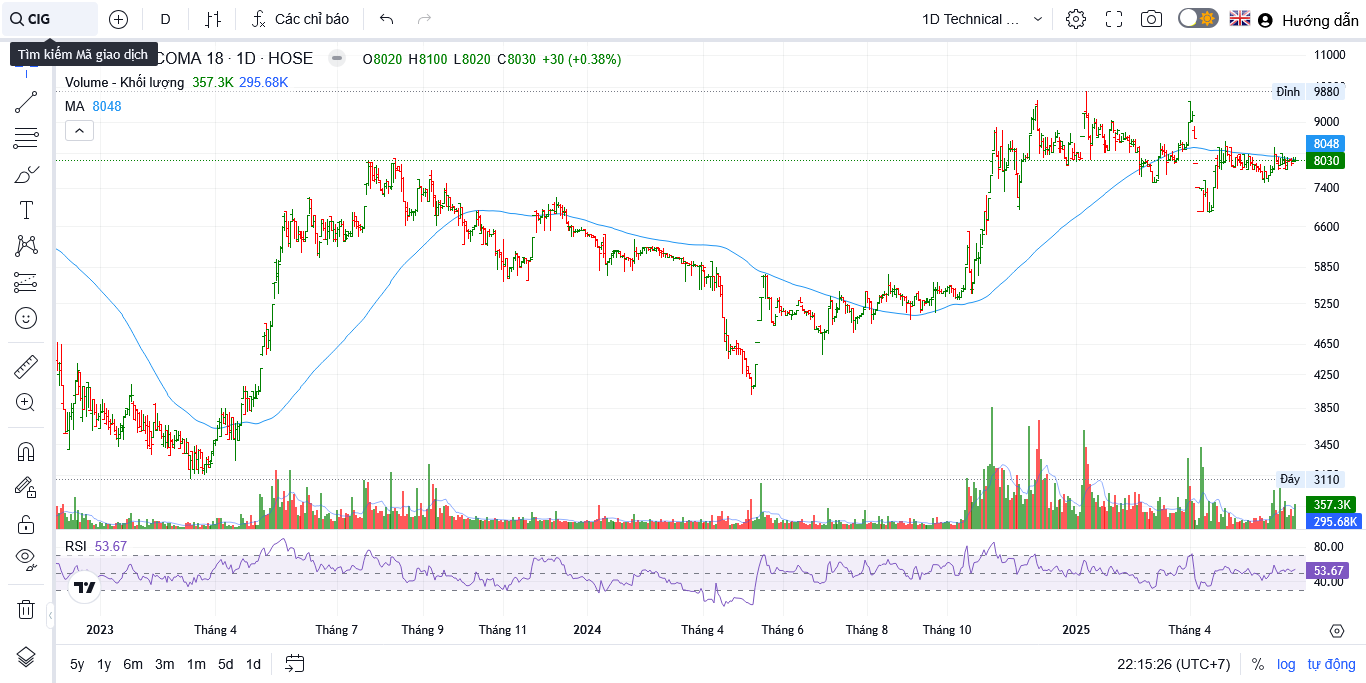 CIG
D
Các chỉ báo
1D Technical ...
Hướng dẫn
Tìm kiếm Mã giao dịch
COMA 18 · 1D · HOSE
O8020 H8100 L8020 C8030 +30 (+0.38%)
Volume - Khối lượng 357.3K 295.68K
MA 8048
11000
Đỉnh 9880
9000
8048
8030
7400
6600
5850
5250
4650
4250
3850
3450
Đáy 3110
357.3K
295.68K
RSI 53.67
80.00
53.67
40.00
2023 Tháng 4 Tháng 7 Tháng 9 Tháng 11 2024 Tháng 4 Tháng 6 Tháng 8 Tháng 10 2025 Tháng 4
5y 1y 6m 3m 1m 5d 1d
22:15:26 (UTC+7) % log tự động